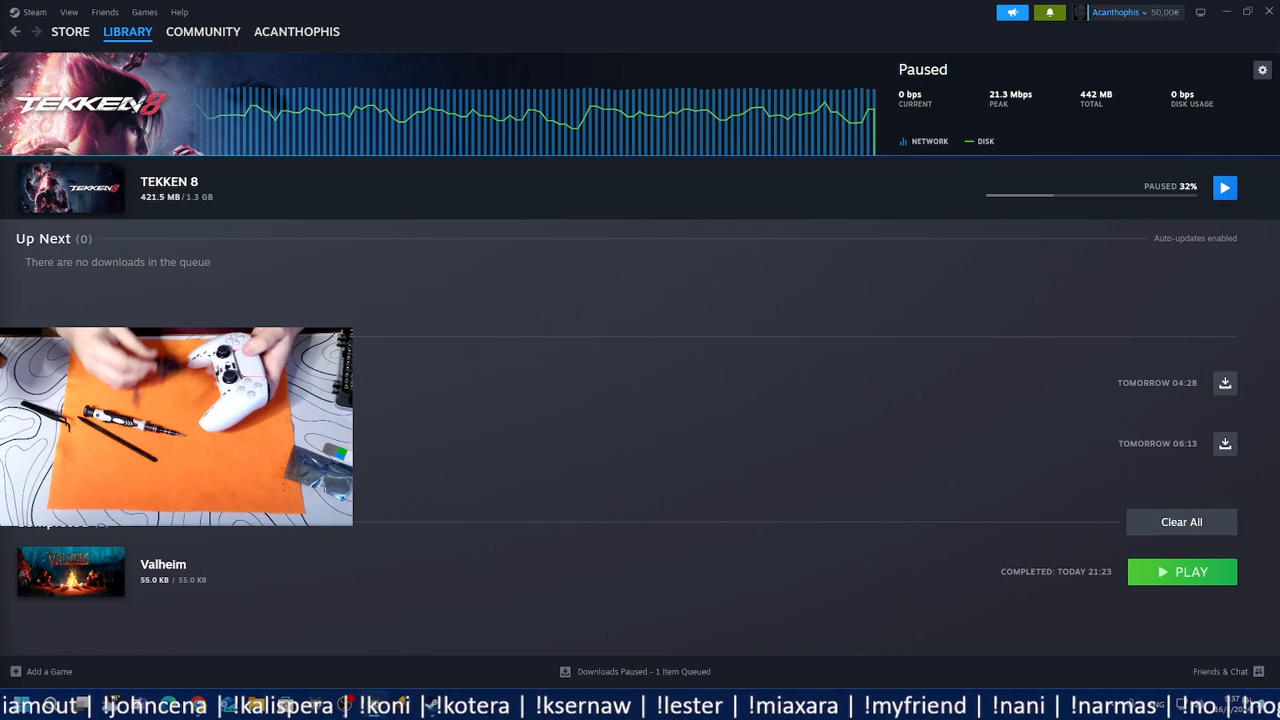 Steam View Friends Games Help
Acanthophis 50,00€
STORE LIBRARY COMMUNITY ACANTHOPHIS
TEKKEN 8
Paused
0 bps 21.3 Mbps 442 MB 0 bps
CURRENT PEAK TOTAL DISK USAGE
NETWORK DISK
TEKKEN 8
TEKKEN 8
421.5 MB / 1.3 GB
PAUSED 32%
Up Next (0)
Auto-updates enabled
There are no downloads in the queue
TOMORROW 04:28
TOMORROW 06:13
Clear All
VALHEIM
Valheim
55.0 KB / 55.0 KB
COMPLETED: TODAY 21:23
PLAY
Add a Game
Downloads Paused - 1 Item Queued
Friends & Chat
iamout | !johncena | !kalispera | !koni | !kotera | !ksernaw | !lester | !miaxara | !myfriend | !nani | !narmas | !no | !no